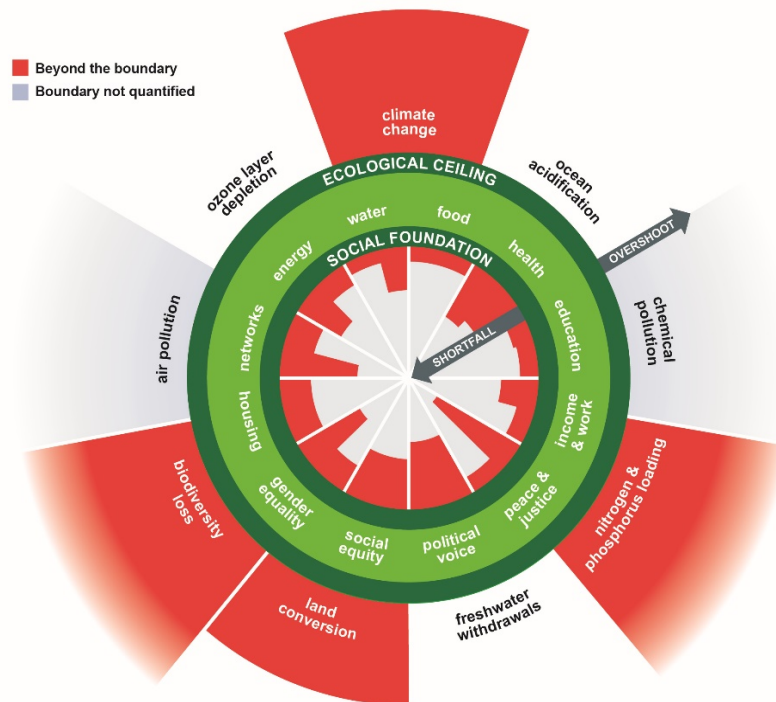 Beyond the boundary
Boundary not quantified
climate
change
ECOLOGICAL CEILING
ozone layer
depletion
ocean
acidification
water
food
energy
health
SOCIAL FOUNDATION
OVERSHOOT
SHORTFALL
air pollution
networks
education
chemical
pollution
housing
income
& work
gender
equality
social
equity
political
voice
peace &
justice
biodiversity
loss
nitrogen &
phosphorus loading
land
conversion
freshwater
withdrawals